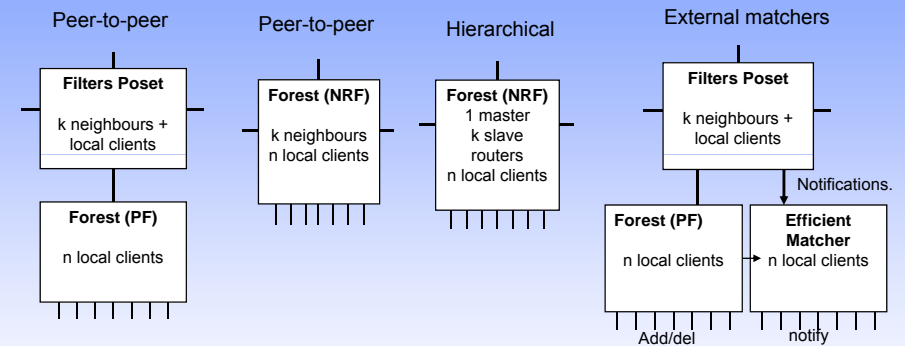 Peer-to-peer
Filters Poset
k neighbours +
local clients
Forest (PF)
n local clients
Peer-to-peer
Forest (NRF)
k neighbours
n local clients
Hierarchical
Forest (NRF)
1 master
k slave
routers
n local clients
External matchers
Filters Poset
k neighbours +
local clients
Notifications.
Forest (PF)
n local clients
Add/del
Efficient
Matcher
n local clients
notify